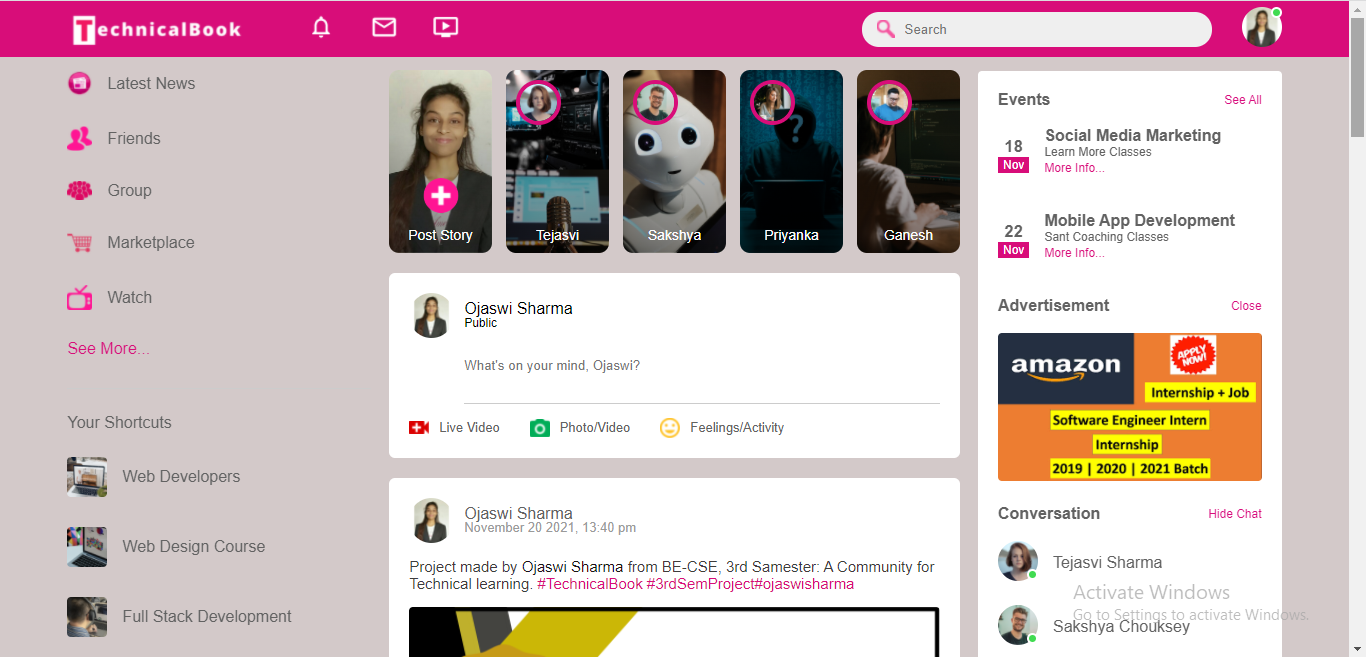 TechnicalBook
Search
Latest News
Friends
Group
Marketplace
Watch
See More...
Your Shortcuts
Web Developers
Web Design Course
Full Stack Development
Post Story
Tejasvi
Sakshya
?
Priyanka
Ganesh
Ojaswi Sharma
Public
What's on your mind, Ojaswi?
Live Video
Photo/Video
Feelings/Activity
Ojaswi Sharma
November 20 2021, 13:40 pm
Project made by Ojaswi Sharma from BE-CSE, 3rd Samester: A Community for
Technical learning. #TechnicalBook #3rdSemProject#ojaswisharma
Events
See All
18
Nov
Social Media Marketing
Learn More Classes
More Info...
22
Nov
Mobile App Development
Sant Coaching Classes
More Info...
Advertisement
Close
amazon
APPLY
NOW!
Internship + Job
Software Engineer Intern
Internship
2019 | 2020 | 2021 Batch
Conversation
Hide Chat
Tejasvi Sharma
Sakshya Chouksey
Activate Windows
Go to Settings to activate Windows.